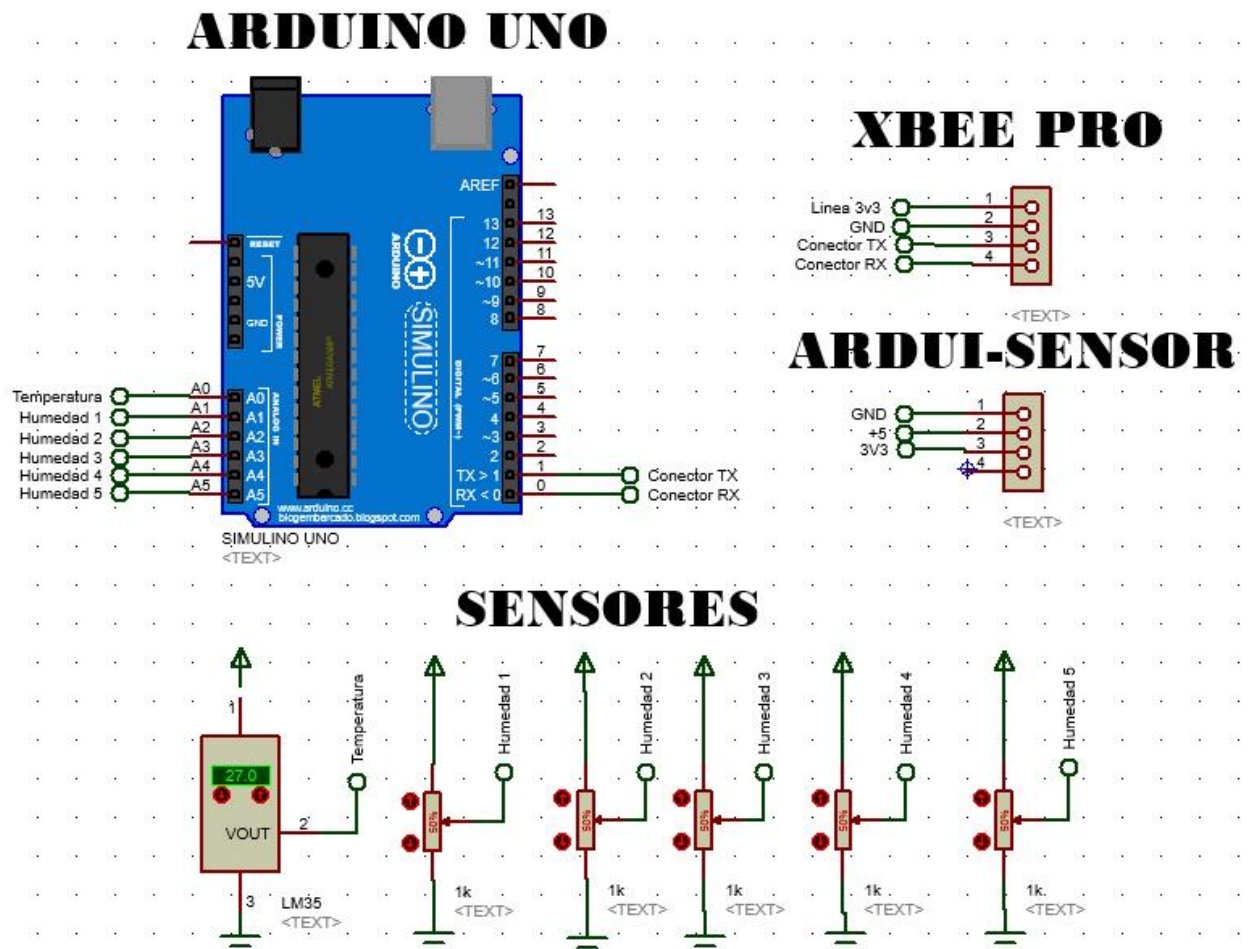 ARDUINO UNO
AREF
RESET
5V
GND
POWER
13
12
~11
~10
~9
8
13
12
11
10
9
8
ARDUINO
SIMULINO
ATMEL
DIGITAL (PWM~)
7
~6
~5
4
~3
2
TX > 1
RX < 0
7
6
5
4
3
2
1
0
Conector TX
Conector RX
Temperatura
Humedad 1
Humedad 2
Humedad 3
Humedad 4
Humedad 5
A0
A1
A2
A3
A4
A5
A0
A1
A2
A3
A4
A5
ANALOG IN
www.arduino.cc
blogembarcado.blogspot.com
SIMULINO UNO
<TEXT>
XBEE PRO
Linea 3v3
GND
Conector TX
Conector RX
1
2
3
4
<TEXT>
ARDUI-SENSOR
GND
+5
3V3
1
2
3
4
<TEXT>
SENSORES
1
27.0
VOUT
2
3
LM35
<TEXT>
Temperatura
Humedad 1
50%
1k
<TEXT>
Humedad 2
50%
1k
<TEXT>
Humedad 3
50%
1k
<TEXT>
Humedad 4
50%
1k
<TEXT>
Humedad 5
50%
1k
<TEXT>